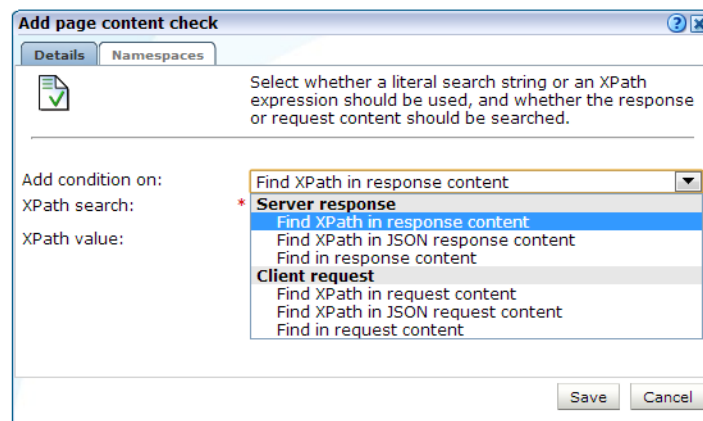 Add page content check
?
Details
Namespaces
Select whether a literal search string or an XPath
expression should be used, and whether the response
or request content should be searched.
Add condition on:
Find XPath in response content
XPath search:
*
XPath value:
Server response
Find XPath in response content
Find XPath in JSON response content
Find in response content
Client request
Find XPath in request content
Find XPath in JSON request content
Find in request content
Save
Cancel